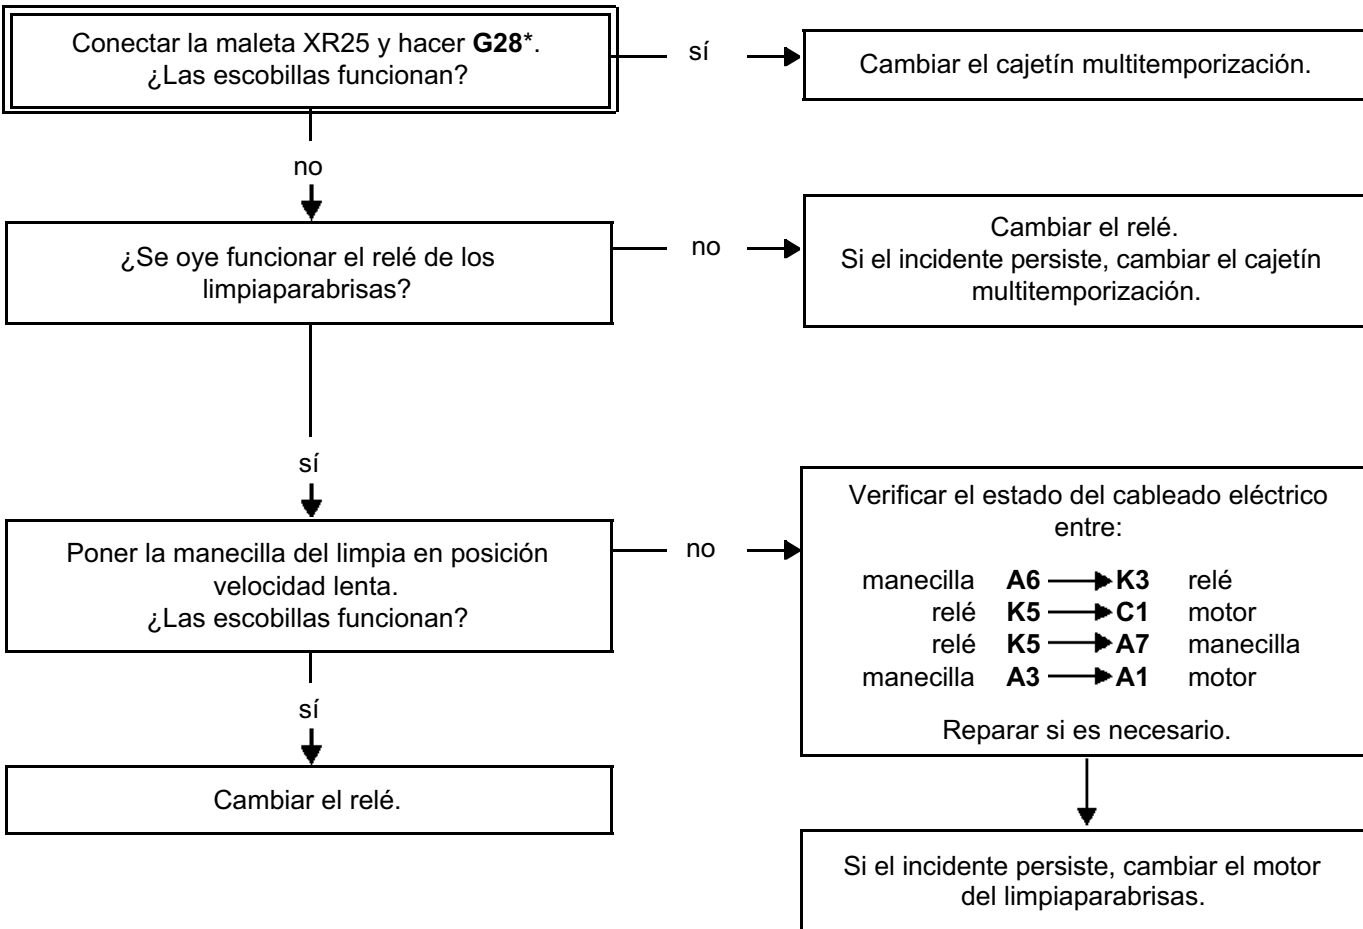 Conectar la maleta XR25 y hacer G28*.
¿Las escobillas funcionan?
sí
Cambiar el cajetín multitemporización.
no
¿Se oye funcionar el relé de los
limpiaparabrisas?
no
Cambiar el relé.
Si el incidente persiste, cambiar el cajetín
multitemporización.
sí
Poner la manecilla del limpia en posición
velocidad lenta.
¿Las escobillas funcionan?
no
Verificar el estado del cableado eléctrico
entre:
manecilla A6 K3 relé
relé K5 C1 motor
relé K5 A7 manecilla
manecilla A3 A1 motor
Reparar si es necesario.
sí
Cambiar el relé.
Si el incidente persiste, cambiar el motor
del limpiaparabrisas.